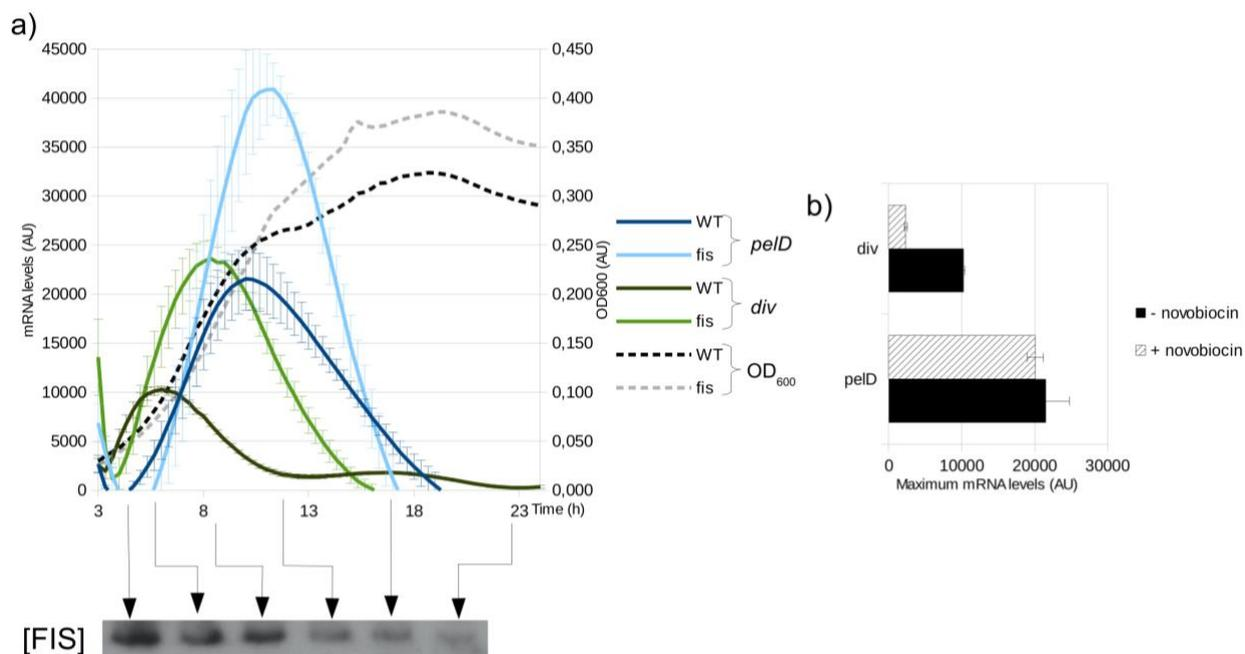 a)
45000
40000
35000
30000
25000
20000
15000
10000
5000
0
mRNA levels (AU)
0,450
0,400
0,350
0,300
0,250
0,200
0,150
0,100
0,050
0,000
OD600 (AU)
3 8 13 18 23 Time (h)
WT
fis
pelD
WT
fis
div
WT
fis
OD600
[FIS]
b)
div
pelD
0 10000 20000 30000
Maximum mRNA levels (AU)
- novobiocin
+ novobiocin